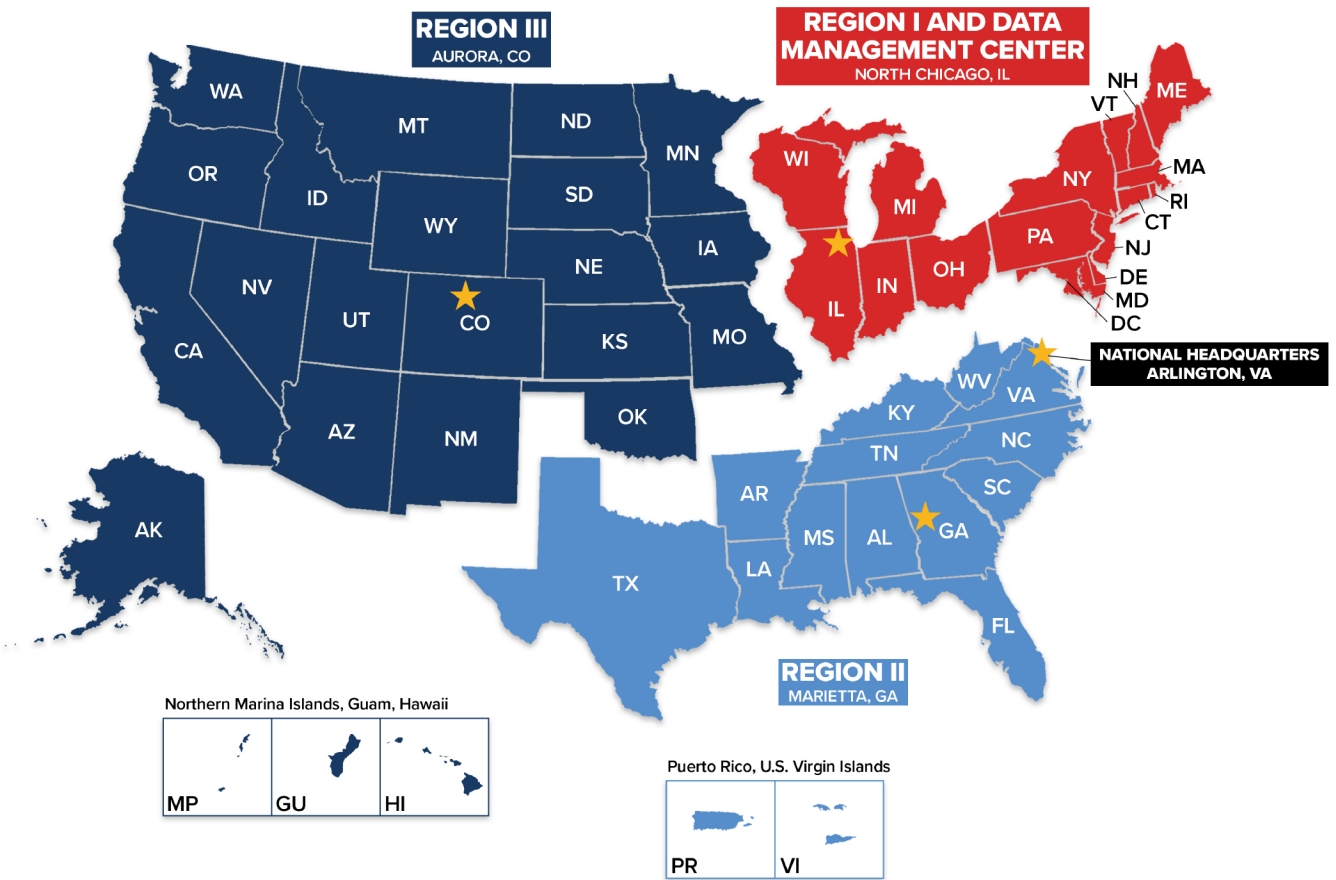 REGION III
AURORA, CO
REGION I AND DATA
MANAGEMENT CENTER
NORTH CHICAGO, IL
WA
MT
ND
MN
OR
ID
SD
WY
IA
NE
NV
UT
CO
CA
KS
MO
AZ
NM
OK
AK
WI
MI
NY
NH
VT
ME
MA
RI
CT
PA
NJ
OH
IN
IL
DE
MD
DC
NATIONAL HEADQUARTERS
ARLINGTON, VA
WV
VA
KY
TN
NC
SC
AR
MS
AL
GA
LA
TX
FL
REGION II
MARIETTA, GA
Northern Marina Islands, Guam, Hawaii
MP
GU
HI
Puerto Rico, U.S. Virgin Islands
PR
VI